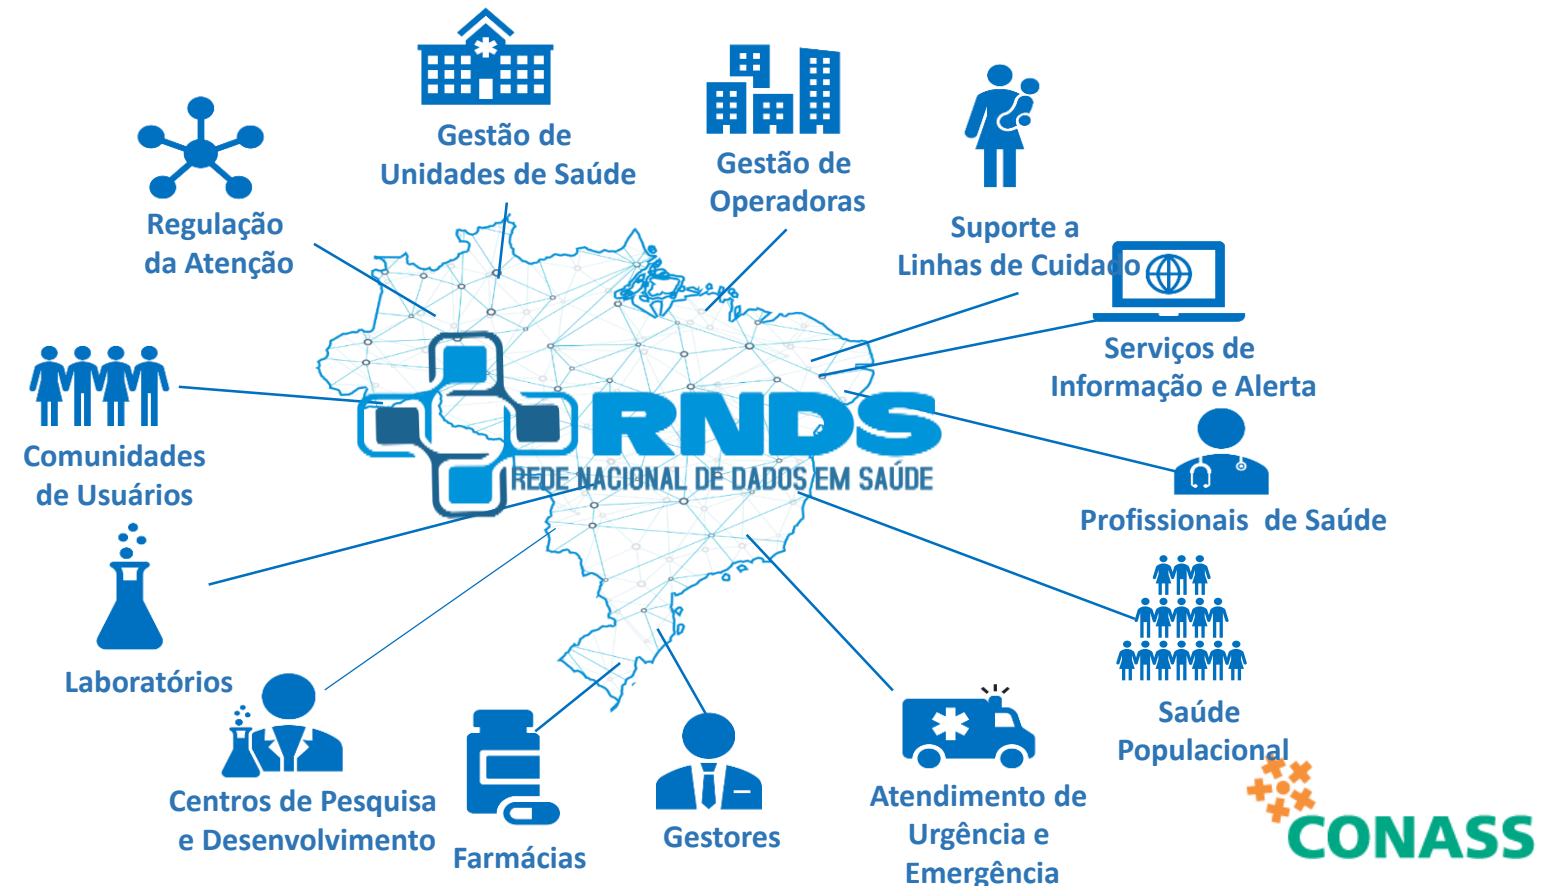 Gestão de
Unidades de Saúde
Gestão de
Operadoras
Regulação
da Atenção
Suporte a
Linhas de Cuidado
Serviços de
Informação e Alerta
Comunidades
de Usuários
RNDS
REDE NACIONAL DE DADOS EM SAÚDE
Profissionais de Saúde
Laboratórios
Saúde
Populacional
Centros de Pesquisa
e Desenvolvimento
Farmácias
Gestores
Atendimento de
Urgência e
Emergência
CONASS